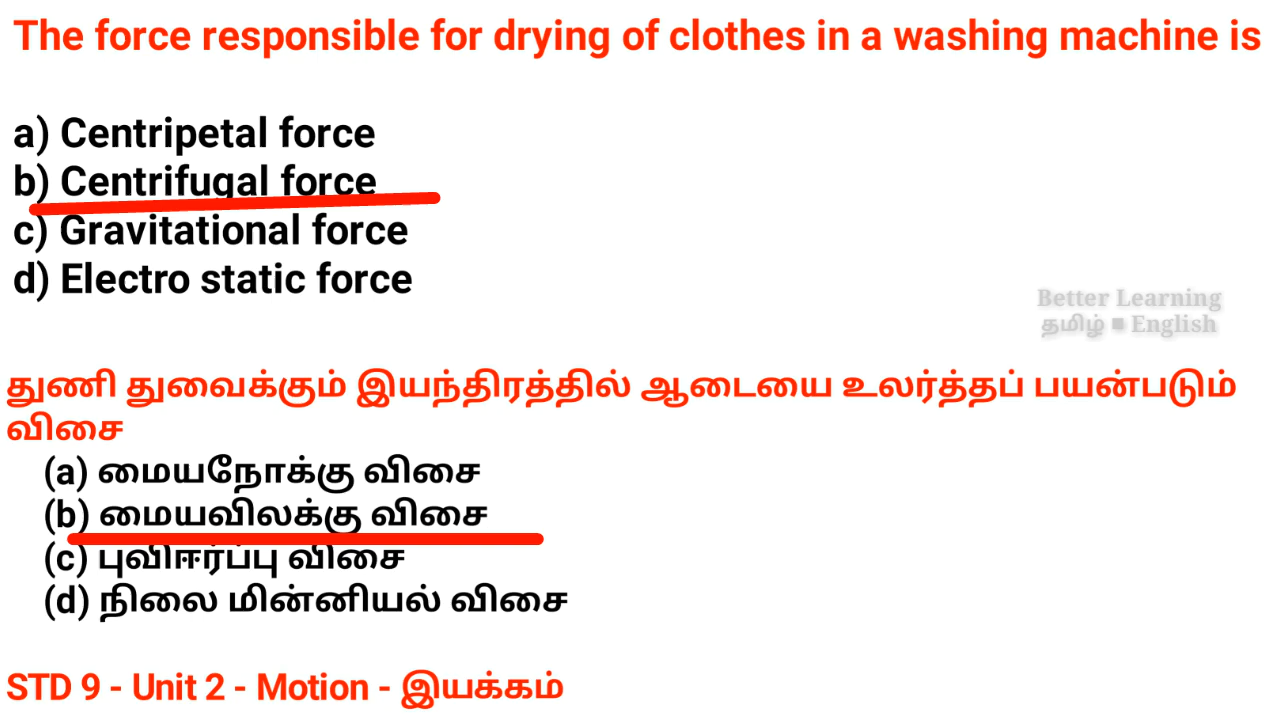 The force responsible for drying of clothes in a washing machine is
a) Centripetal force
b) Centrifugal force
c) Gravitational force
d) Electro static force
Better Learning
தமிழ் ■ English
துணி துவைக்கும் இயந்திரத்தில் ஆடையை உலர்த்தப் பயன்படும்
விசை
(a) மையநோக்கு விசை
(b) மையவிலக்கு விசை
(c) புவிஈர்ப்பு விசை
(d) நிலை மின்னியல் விசை
STD 9 - Unit 2 - Motion - இயக்கம்